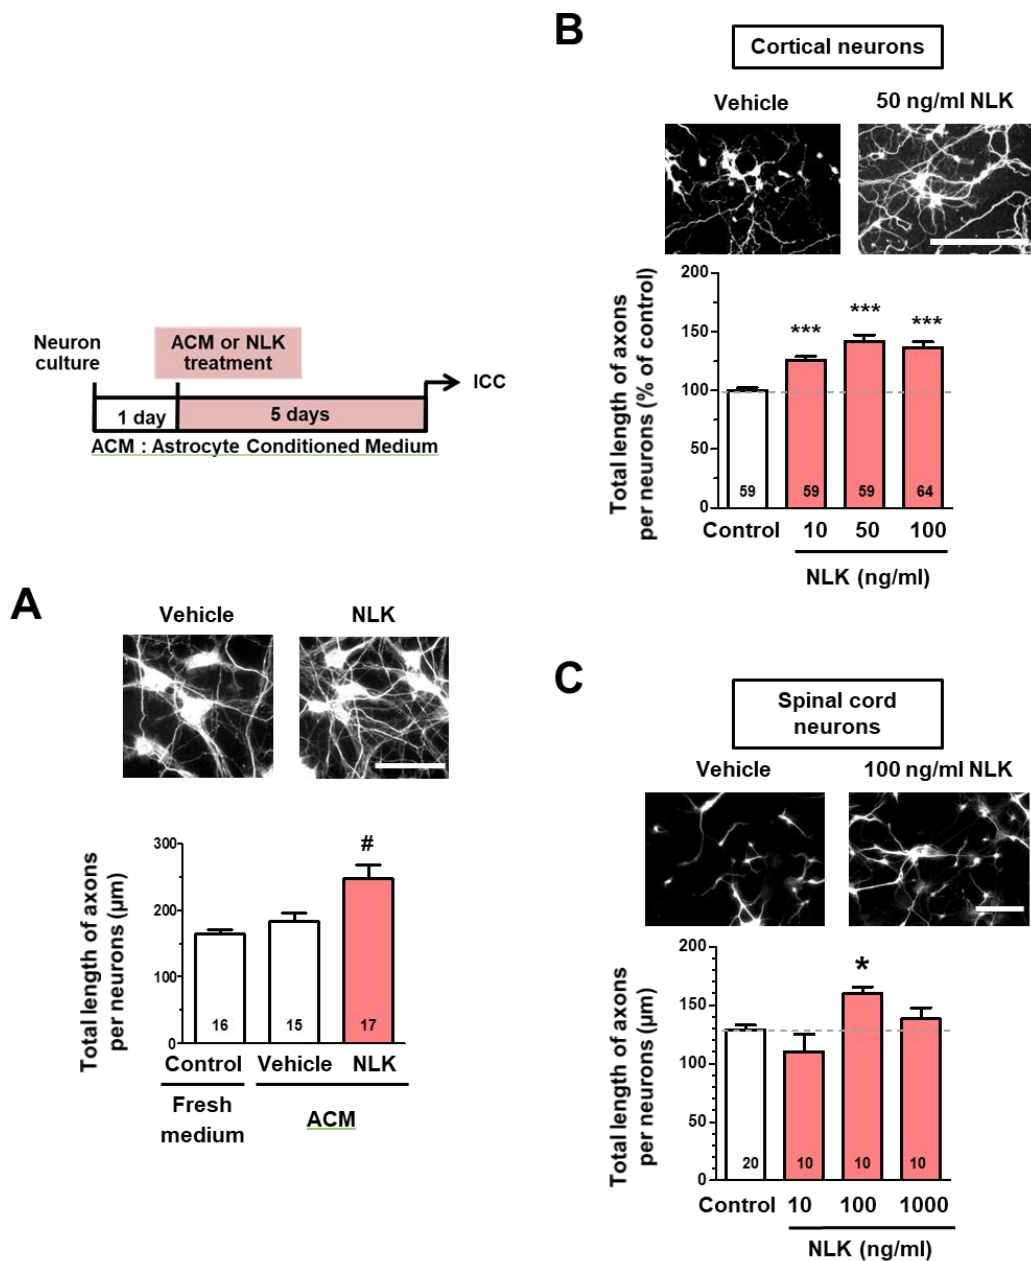 Neuron
culture
ACM or NLK
treatment
ICC
1 day
5 days
ACM : Astrocyte Conditioned Medium
A
Vehicle
NLK
Total length of axons
per neurons (µm)
300
200
100
0
#
16
15
17
Control
Vehicle
NLK
Fresh
medium
ACM
B
Cortical neurons
Vehicle
50 ng/ml NLK
Total length of axons
per neurons (% of control)
200
150
100
50
0
***
***
***
59
59
59
64
Control
10
50
100
NLK (ng/ml)
C
Spinal cord
neurons
Vehicle
100 ng/ml NLK
Total length of axons
per neurons (µm)
200
150
100
50
0
*
20
10
10
10
Control
10
100
1000
NLK (ng/ml)